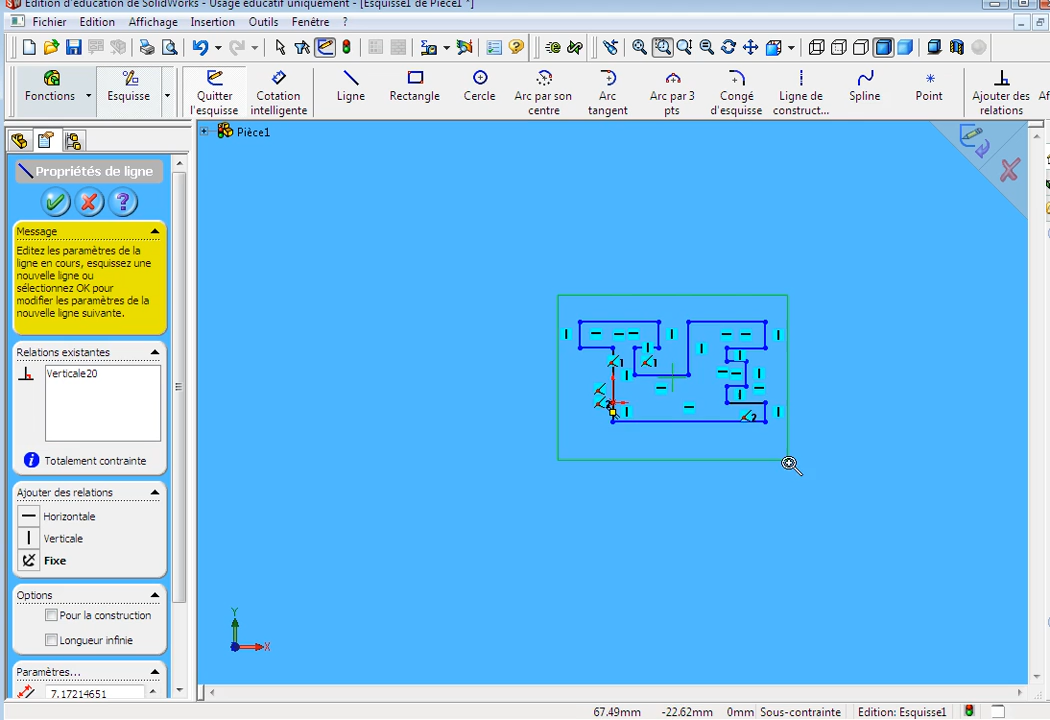 Edition d'éducation de SolidWorks - Usage éducatif uniquement - [Esquisse1 de Pièce1 *]
Fichier Edition Affichage Insertion Outils Fenêtre ?
Fonctions Esquisse Quitter l'esquisse Cotation intelligente Ligne Rectangle Cercle Arc par son centre Arc tangent Arc par 3 pts Congé d'esquisse Ligne de construct... Spline Point Ajouter des relations
Pièce1
Propriétés de ligne
Message
Editez les paramètres de la
ligne en cours, esquissez une
nouvelle ligne ou
sélectionnez OK pour
modifier les paramètres de la
nouvelle ligne suivante.
Relations existantes
Verticale20
Totalement contrainte
Ajouter des relations
Horizontale
Verticale
Fixe
Options
Pour la construction
Longueur infinie
Paramètres...
7.17214651
Y
X
67.49mm -22.62mm 0mm Sous-contrainte Edition: Esquisse1